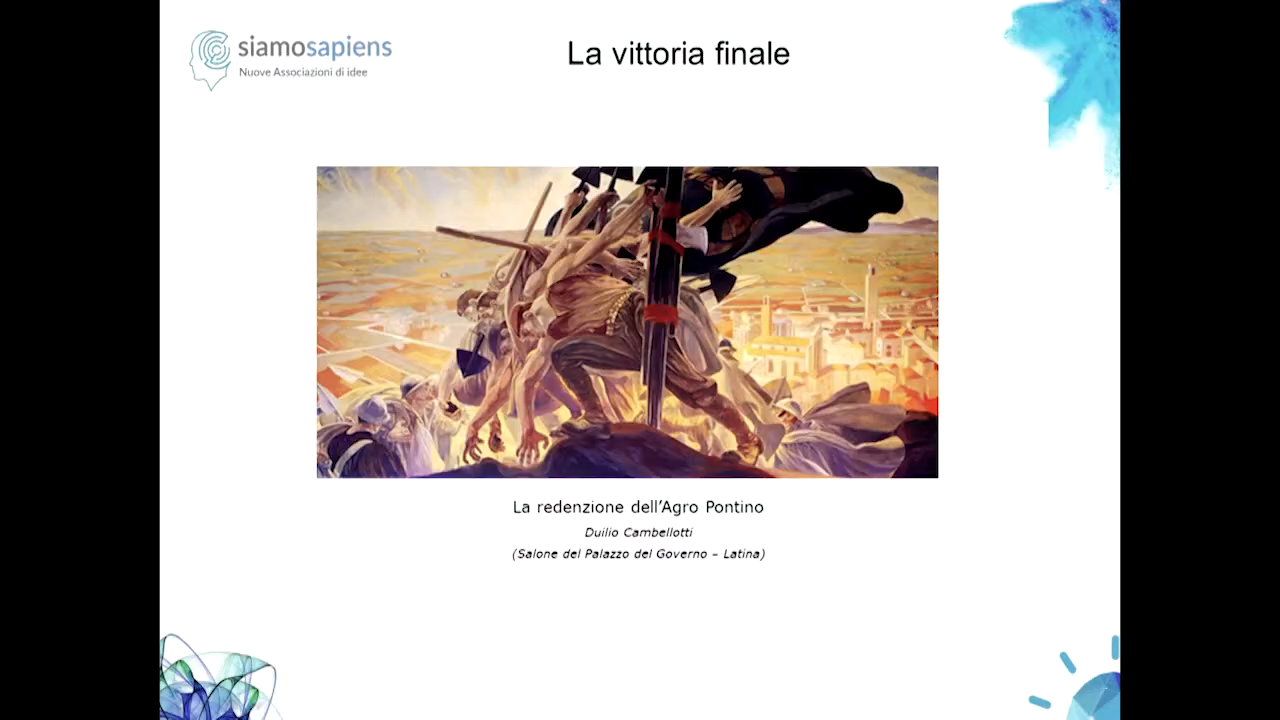 siamosapiens
Nuove Associazioni di idee
La vittoria finale
La redenzione dell’Agro Pontino
Duilio Cambellotti
(Salone del Palazzo del Governo – Latina)